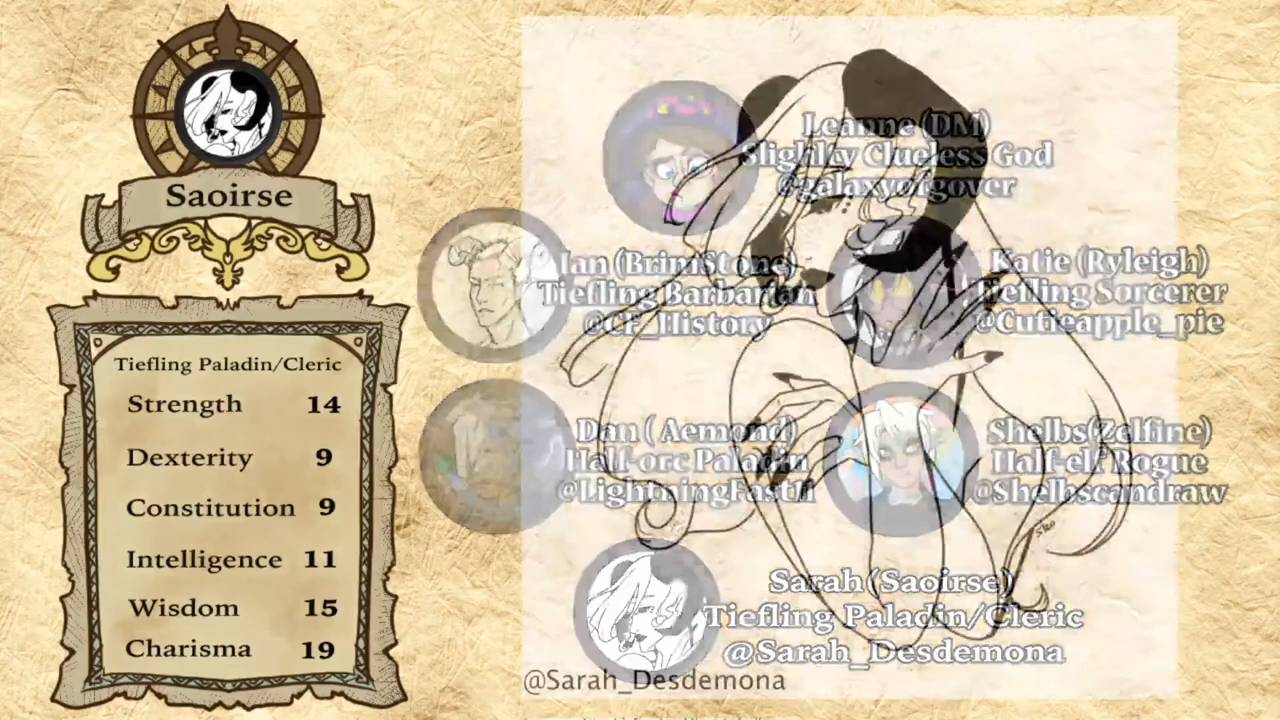 Saoirse
Tiefling Paladin/Cleric
Strength 14
Dexterity 9
Constitution 9
Intelligence 11
Wisdom 15
Charisma 19
Leanne (DM)
Slightly Clueless God
@galaxyofgover
Ian (BrimStone)
Tiefling Barbarian
@CF_History
Katie (Ryleigh)
Tiefling Sorcerer
@Cutieapple_pie
Dan ( Aemond)
Half-orc Paladin
Shelbs(Zelfine)
Half-elf Rogue
@Shelbscandraw
Sarah (Saoirse)
Tiefling Paladin/Cleric
@Sarah_Desdemona
@Sarah_Desdemona